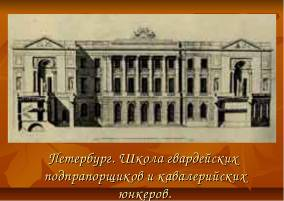 Петербург. Школа гвардейских
подпрапорщиков и кавалерийских
юнкеров.